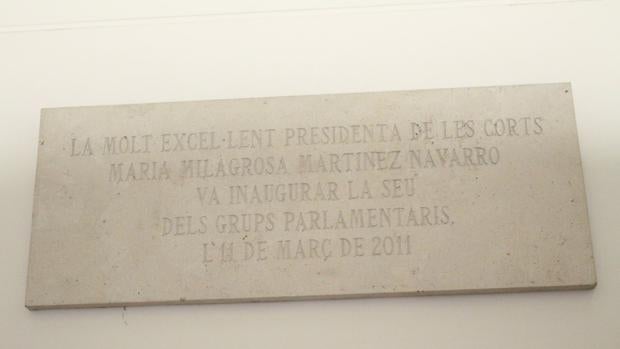 LA MOLT EXCEL·LENT PRESIDENTA DE LES CORTS
MARIA MILAGROSA MARTINEZ NAVARRO
VA INAUGURAR LA SEU
DELS GRUPS PARLAMENTARIS,
L'11 DE MARÇ DE 2011